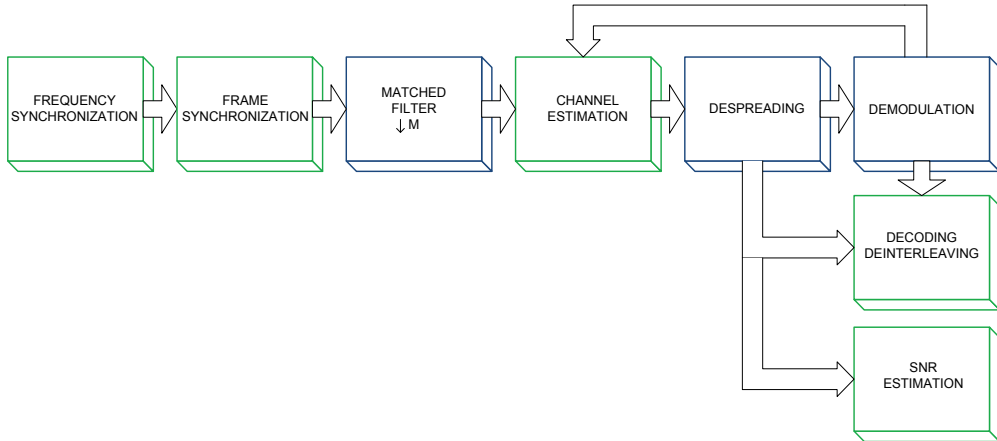 FREQUENCY
SYNCHRONIZATION
FRAME
SYNCHRONIZATION
MATCHED
FILTER
↓ M
CHANNEL
ESTIMATION
DESPREADING
DEMODULATION
DECODING
DEINTERLEAVING
SNR
ESTIMATION